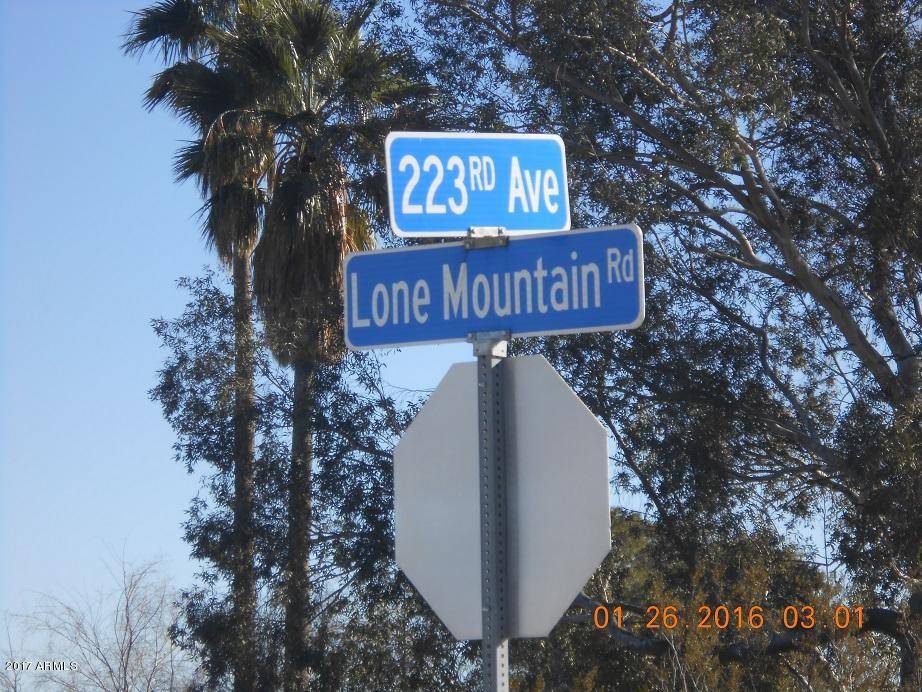 223RD Ave
Lone Mountain Rd
01.26.2016 03:01
2017 ARMLS